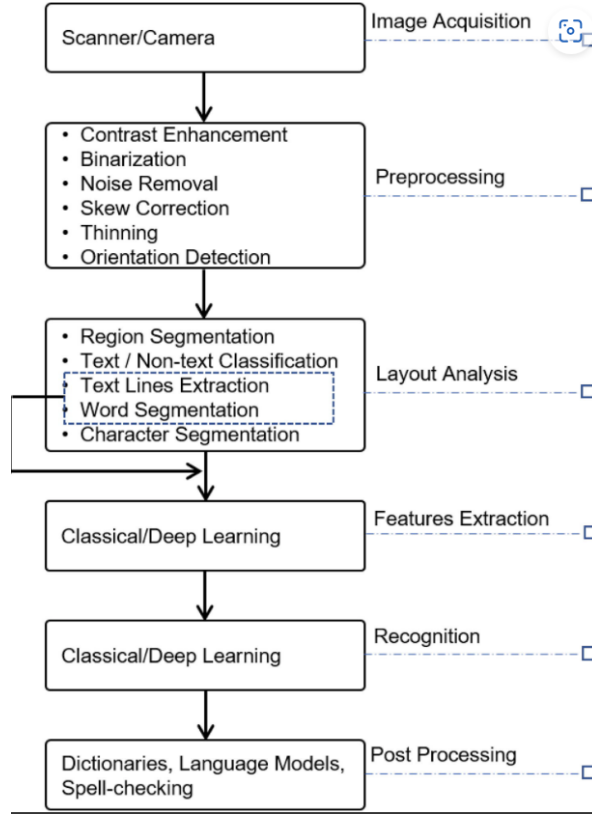 Scanner/Camera
Image Acquisition
• Contrast Enhancement
• Binarization
• Noise Removal
• Skew Correction
• Thinning
• Orientation Detection
Preprocessing
• Region Segmentation
• Text / Non-text Classification
• Text Lines Extraction
• Word Segmentation
• Character Segmentation
Layout Analysis
Classical/Deep Learning
Features Extraction
Classical/Deep Learning
Recognition
Dictionaries, Language Models,
Spell-checking
Post Processing